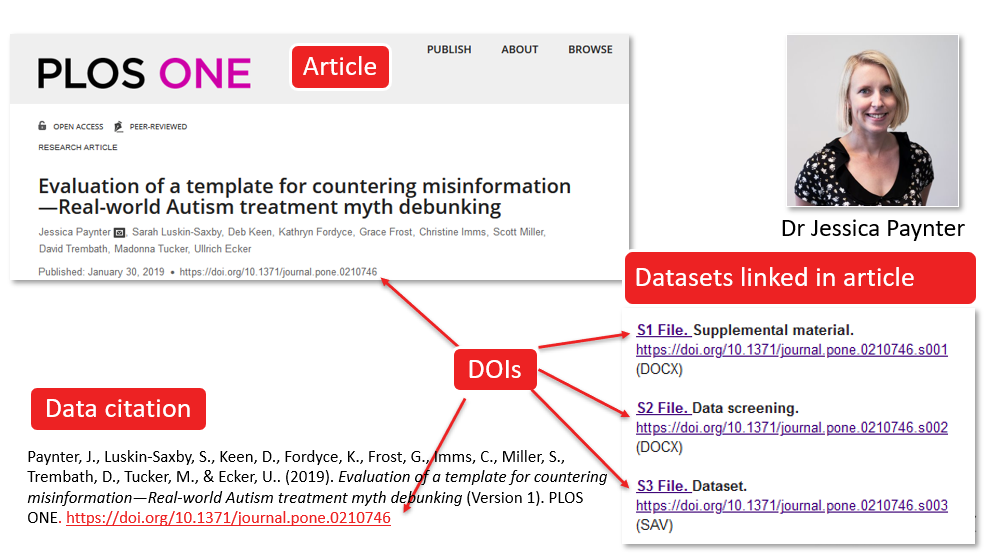 PLOS ONE
Article
PUBLISH ABOUT BROWSE
OPEN ACCESS PEER-REVIEWED
RESEARCH ARTICLE
Evaluation of a template for countering misinformation
—Real-world Autism treatment myth debunking
Jessica Paynter, Sarah Luskin-Saxby, Deb Keen, Kathryn Fordyce, Grace Frost, Christine Imms, Scott Miller,
David Trembath, Madonna Tucker, Ullrich Ecker
Published: January 30, 2019 • https://doi.org/10.1371/journal.pone.0210746
Dr Jessica Paynter
Datasets linked in article
S1 File. Supplemental material.
https://doi.org/10.1371/journal.pone.0210746.s001
(DOCX)
S2 File. Data screening.
https://doi.org/10.1371/journal.pone.0210746.s002
(DOCX)
S3 File. Dataset.
https://doi.org/10.1371/journal.pone.0210746.s003
(SAV)
DOIs
Data citation
Paynter, J., Luskin-Saxby, S., Keen, D., Fordyce, K., Frost, G., Imms, C., Miller, S.,
Trembath, D., Tucker, M., & Ecker, U.. (2019). Evaluation of a template for countering
misinformation—Real-world Autism treatment myth debunking (Version 1). PLOS
ONE. https://doi.org/10.1371/journal.pone.0210746